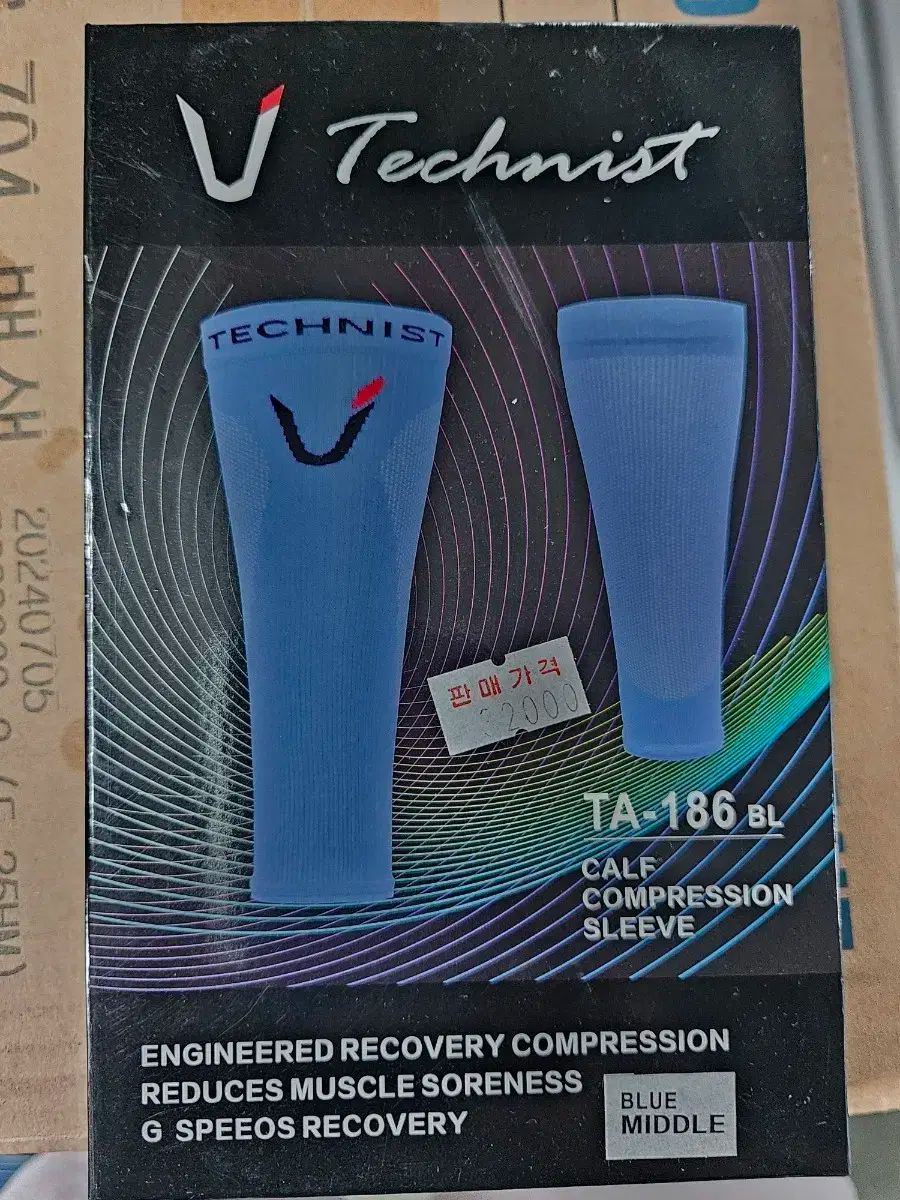 Technist
TECHNIST
판매가격
32000
TA-186 BL
CALF
COMPRESSION
SLEEVE
ENGINEERED RECOVERY COMPRESSION
REDUCES MUSCLE SORENESS
G SPEEOS RECOVERY
BLUE
MIDDLE
20240705